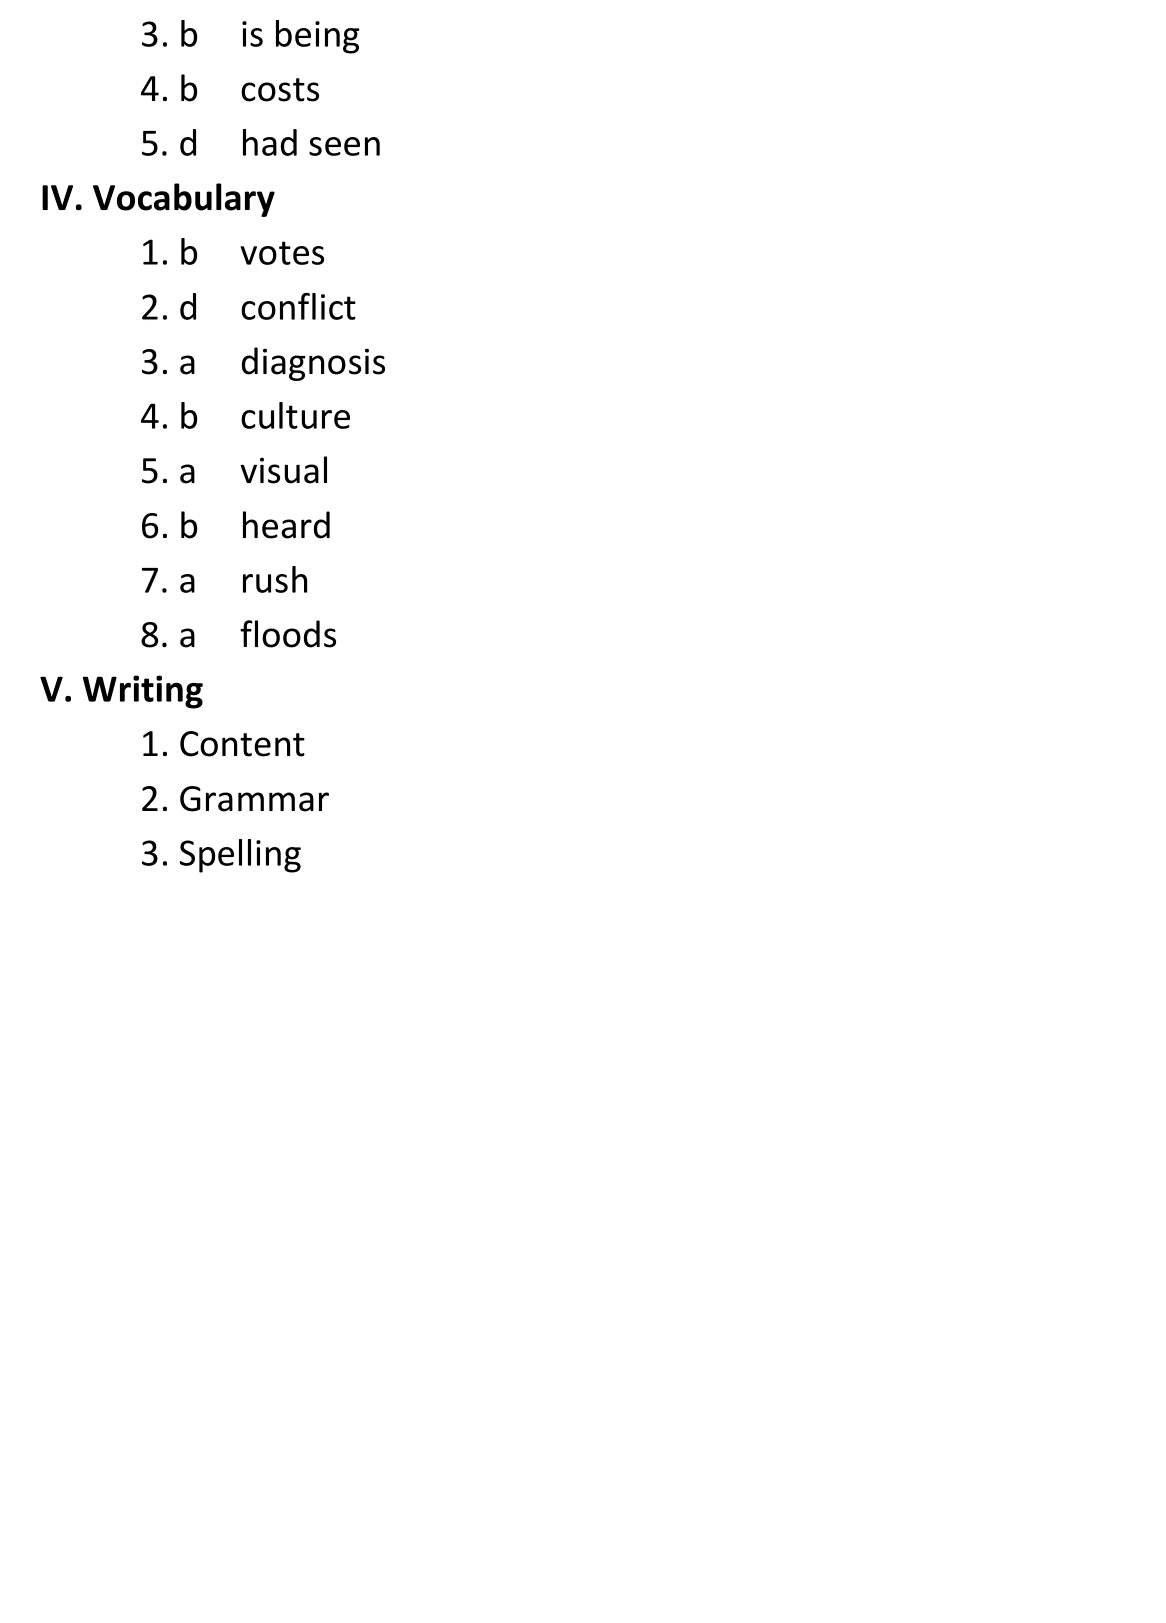 3. b is being
4. b costs
5. d had seen
IV. Vocabulary
1. b votes
2. d conflict
3. a diagnosis
4. b culture
5. a visual
6. b heard
7. a rush
8. a floods
V. Writing
1. Content
2. Grammar
3. Spelling